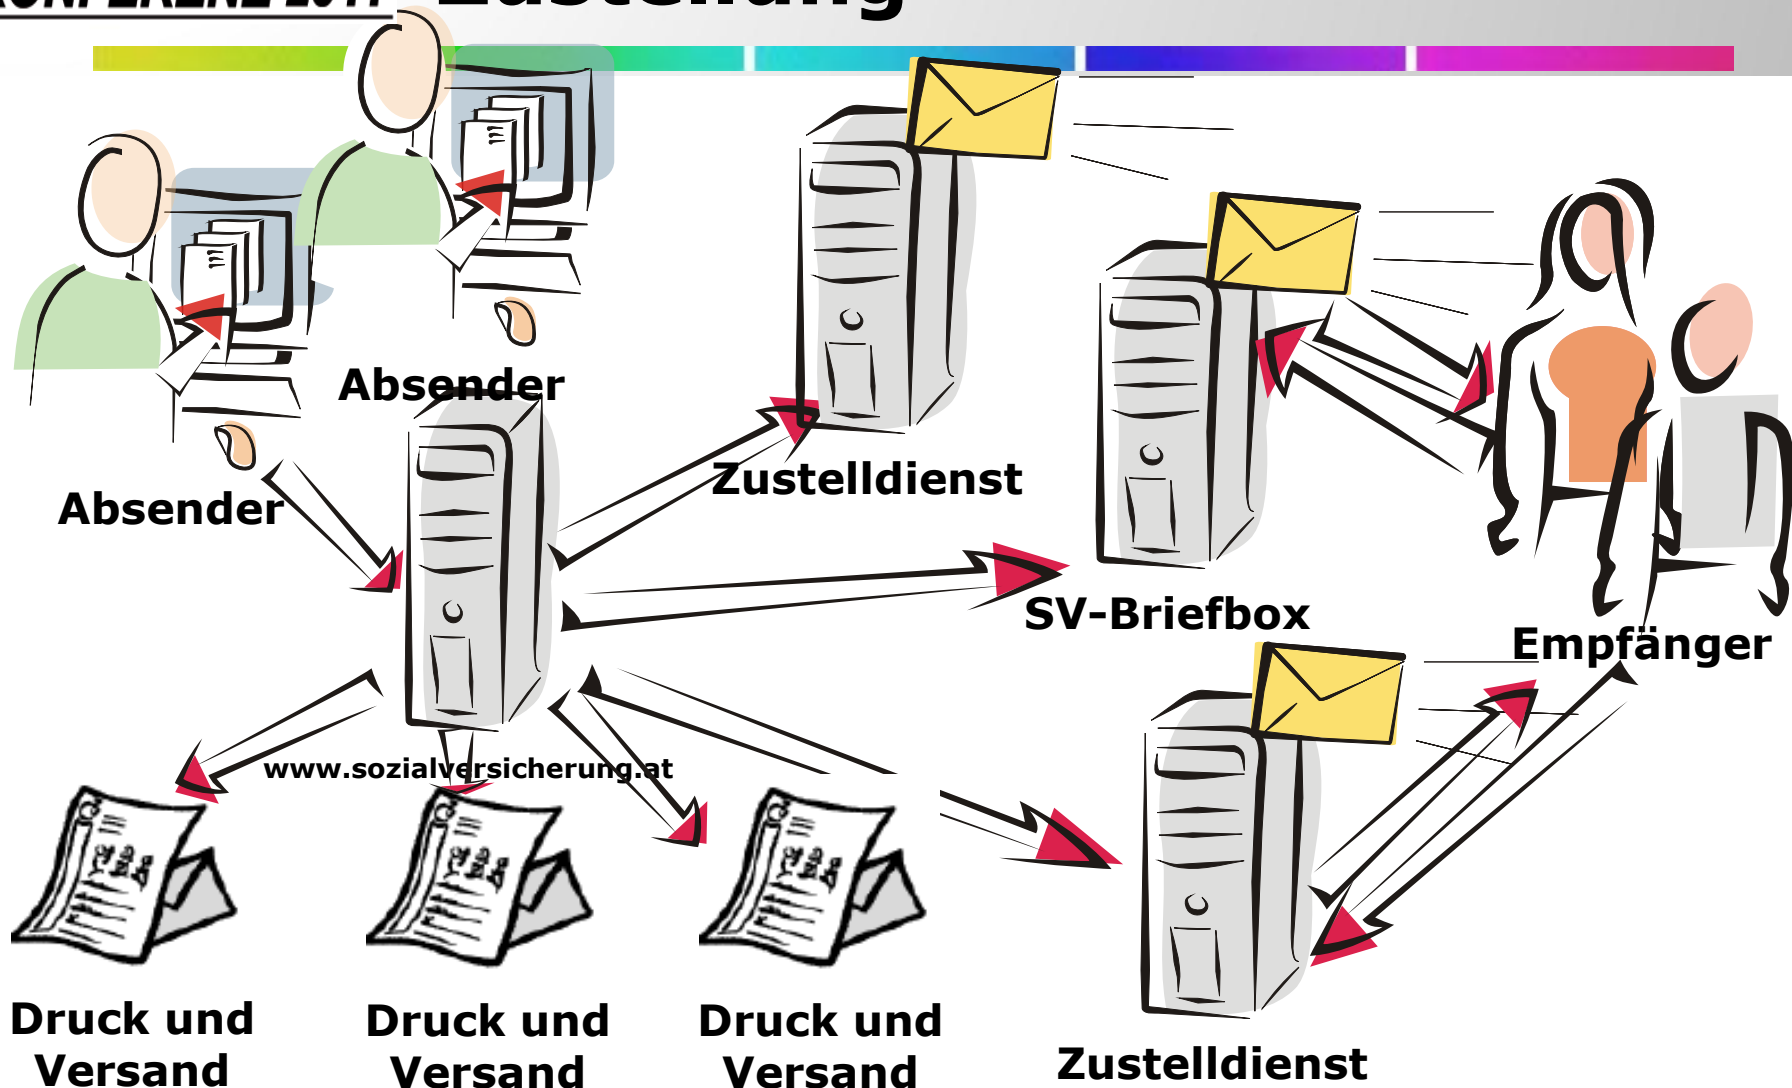 Zustellung
Absender
Absender
Zustelldienst
SV-Briefbox
Empfänger
www.sozialversicherung.at
Druck und
Versand
Druck und
Versand
Druck und
Versand
Zustelldienst